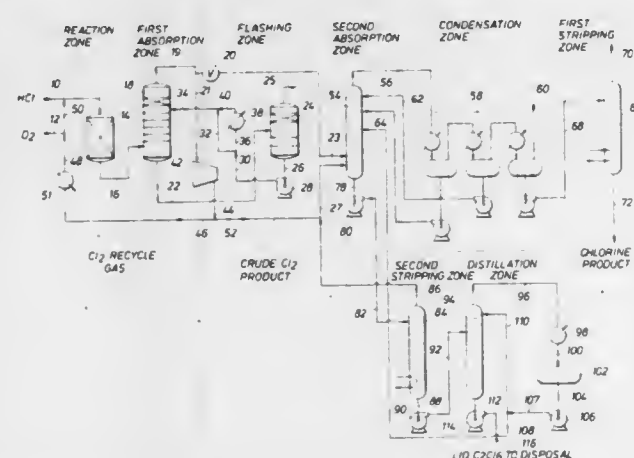 REACTION ZONE
FIRST ABSORPTION ZONE
FLASHING ZONE
SECOND ABSORPTION ZONE
CONDENSATION ZONE
FIRST STRIPPING ZONE
19 20 70
10 18 34 21 40 25 54 56 58 60
HCl 50 14 38 24 62 68
12 32 23 64
O2 36
48 42 30 26
51 16 22 28 78 72
27
44 80
46 52
Cl2 RECYCLE GAS
CRUDE Cl2 PRODUCT
CHLORINE PRODUCT
SECOND STRIPPING ZONE
DISTILLATION ZONE
86 94 96
82 84 110
92 98
100
102
88 112 107 104
90 114 108 106
116
C2Cl6 TO DISPOSAL